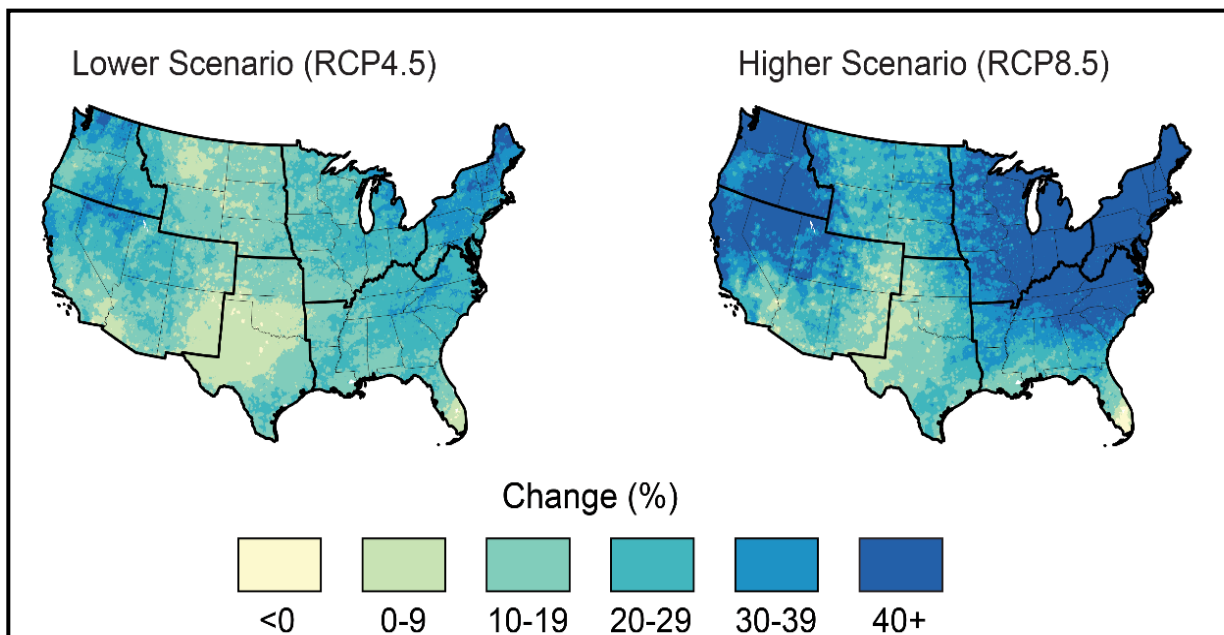 Lower Scenario (RCP4.5)
Higher Scenario (RCP8.5)
Change (%)
<0
0-9
10-19
20-29
30-39
40+